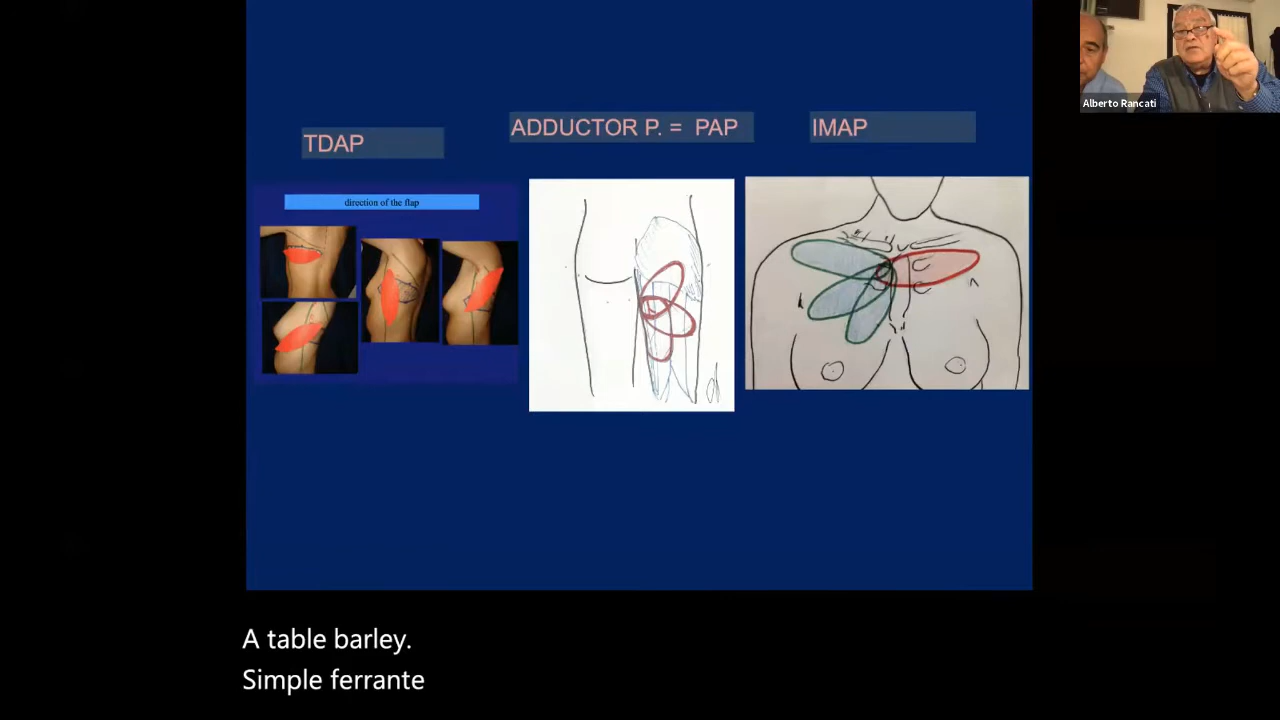 Alberto Rancati
TDAP
ADDUCTOR P. = PAP
IMAP
direction of the flap
A table barley.
Simple ferrante